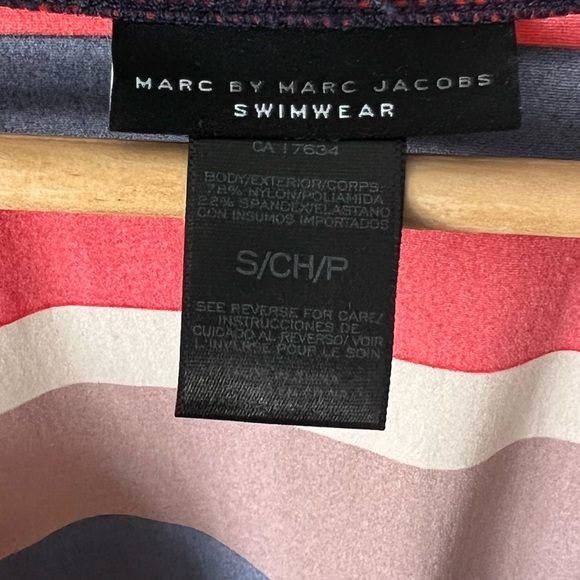 MARC BY MARC JACOBS
SWIMWEAR
CA 17634
BODY/EXTERIOR/CORPS:
78% NYLON/POLIAMIDA
22% SPANDEX/ELASTANO
CON INSUMOS IMPORTADOS
S/CH/P
SEE REVERSE FOR CARE/
INSTRUCCIONES DE
CUIDADO AL REVERSO/ VOIR
L'INVERSE POUR LE SOIN